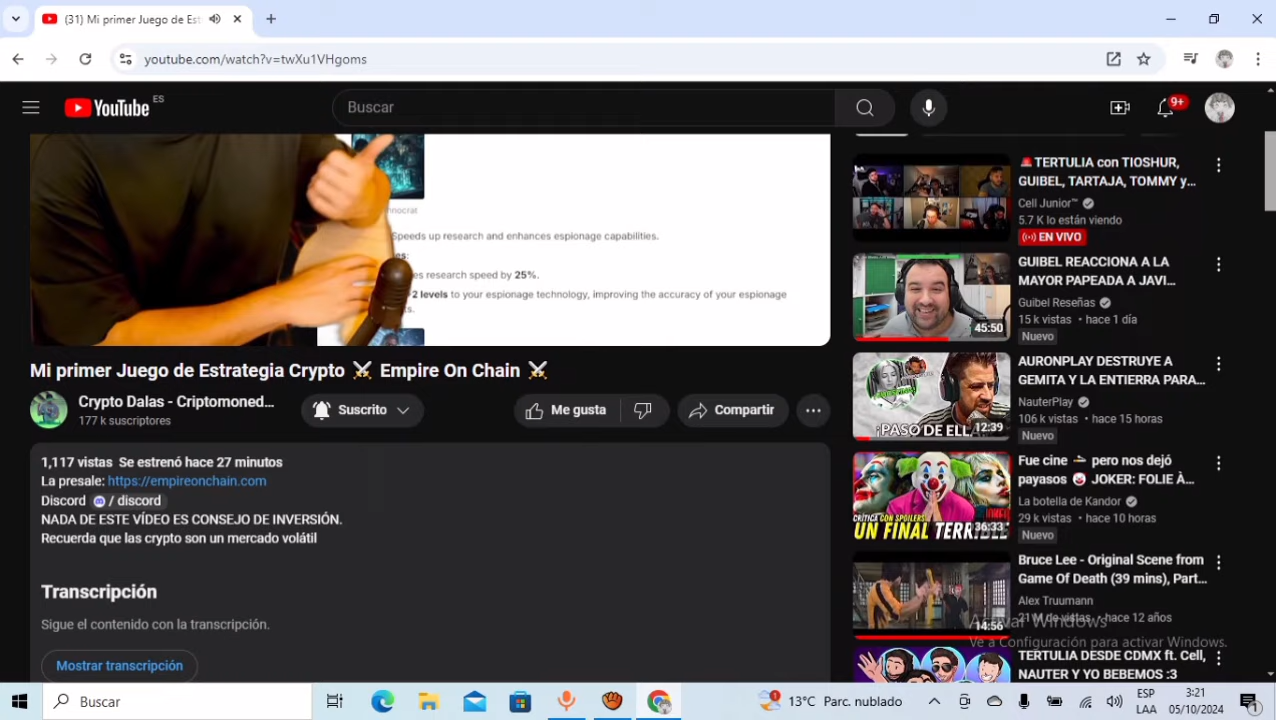 (31) Mi primer Juego de Est
youtube.com/watch?v=twXu1VHgoms
YouTube ES
Buscar
9+
nocrat
Speeds up research and enhances espionage capabilities.
es:
es research speed by 25%.
2 levels to your espionage technology, improving the accuracy of your espionage
ts.
Mi primer Juego de Estrategia Crypto ⚔️ Empire On Chain ⚔️
Crypto Dalas - Criptomoned...
177 k suscriptores
Suscrito
Me gusta
Compartir
1,117 vistas Se estrenó hace 27 minutos
La presale: https://empireonchain.com
Discord / discord
NADA DE ESTE VÍDEO ES CONSEJO DE INVERSIÓN.
Recuerda que las crypto son un mercado volátil
Transcripción
Sigue el contenido con la transcripción.
Mostrar transcripción
🚨TERTULIA con TIOSHUR,
GUIBEL, TARTAJA, TOMMY y...
Cell Junior™
5.7 K lo están viendo
EN VIVO
45:50
GUIBEL REACCIONA A LA
MAYOR PAPEADA A JAVI...
Guibel Reseñas
15 k vistas • hace 1 día
Nuevo
¡PASO DE ELL
12:39
AURONPLAY DESTRUYE A
GEMITA Y LA ENTIERRA PARA...
NauterPlay
106 k vistas • hace 15 horas
Nuevo
CRÍTICA CON SPOILERS
UN FINAL TERRIBLE
36:33
Fue cine 🚬 pero nos dejó
payasos 🤡 JOKER: FOLIE À...
La botella de Kandor
29 k vistas • hace 10 horas
Nuevo
14:56
Bruce Lee - Original Scene from
Game Of Death (39 mins), Part...
Alex Truumann
21 M de vistas • hace 12 años
Activar Windows
Ve a Configuración para activar Windows.
TERTULIA DESDE CDMX ft. Cell,
NAUTER Y YO BEBEMOS :3
Buscar
1
13°C Parc. nublado
ESP
LAA
3:21
05/10/2024
1